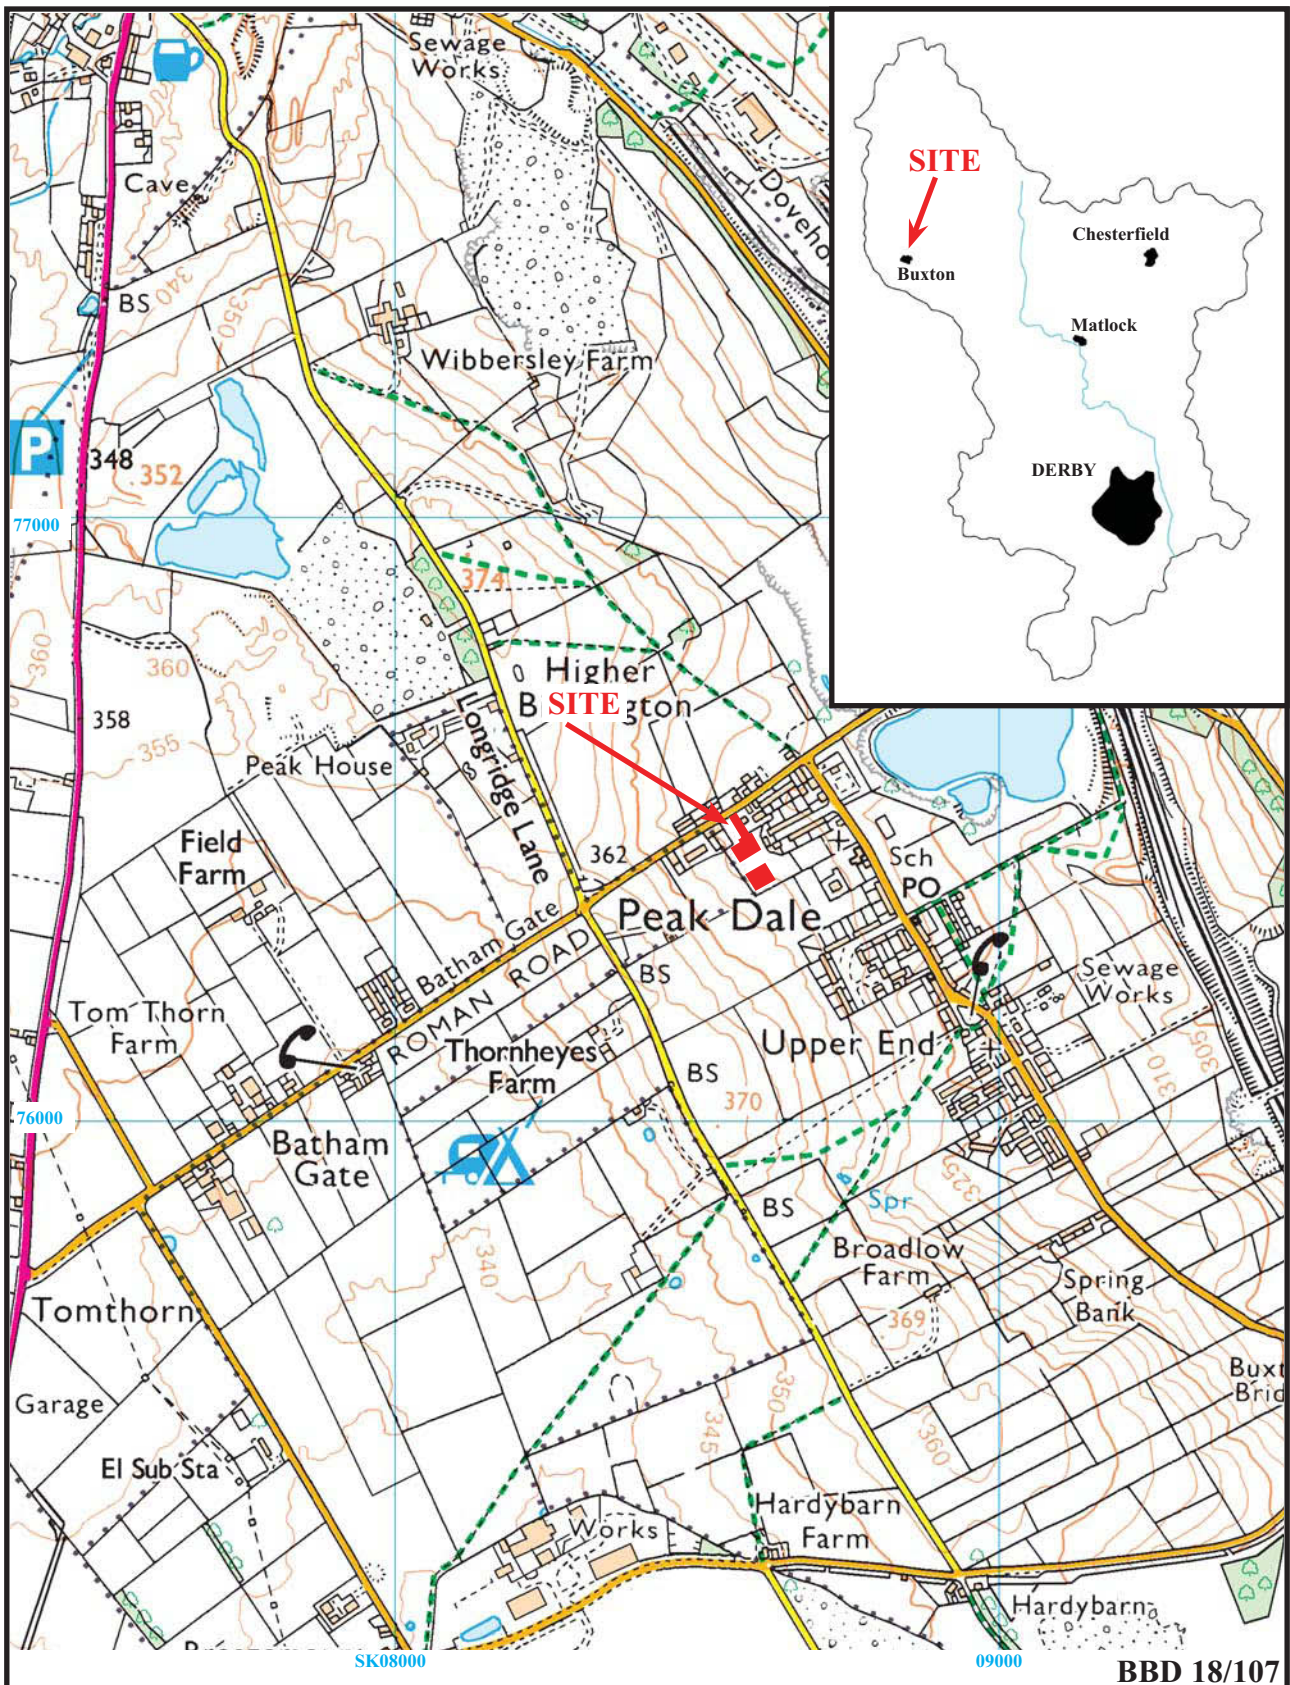 Sewage
Works
Cave
BS
340
350
Wibbersley Farm
Doveho
P
348
352
77000
374
360
360
358
355
Higher
SITE
Peak House
Longridge Lane
Field
Farm
362
Sch
PO
Peak Dale
Batham Gate
ROMAN ROAD
BS
Sewage
Works
Tom Thorn
Farm
Thornheyes
Farm
Upper End
BS
370
310
305
76000
Batham
Gate
BS
Spr
325
Broadlow
Farm
340
Spring
Bank
Tomthorn
369
Buxt
Brid
Garage
350
345
360
El Sub Sta
Works
Hardybarn
Farm
Hardybarn
SK08000
09000
BBD 18/107
SITE
Buxton
Chesterfield
Matlock
DERBY